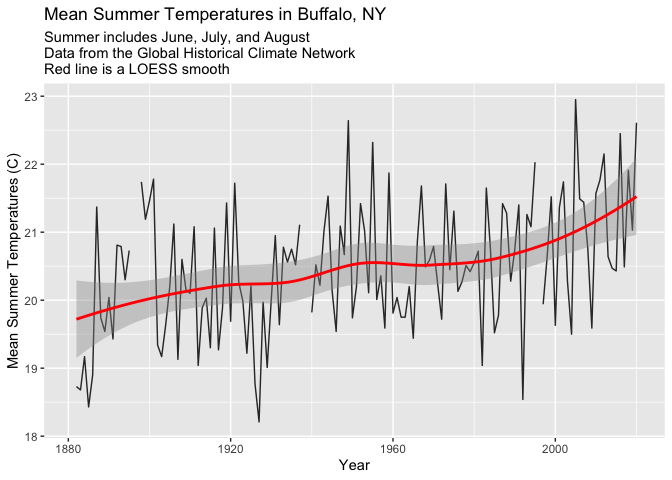 Mean Summer Temperatures in Buffalo, NY
Summer includes June, July, and August
Data from the Global Historical Climate Network
Red line is a LOESS smooth
Mean Summer Temperatures (C)
23
22
21
20
19
18
1880 1920 1960 2000
Year